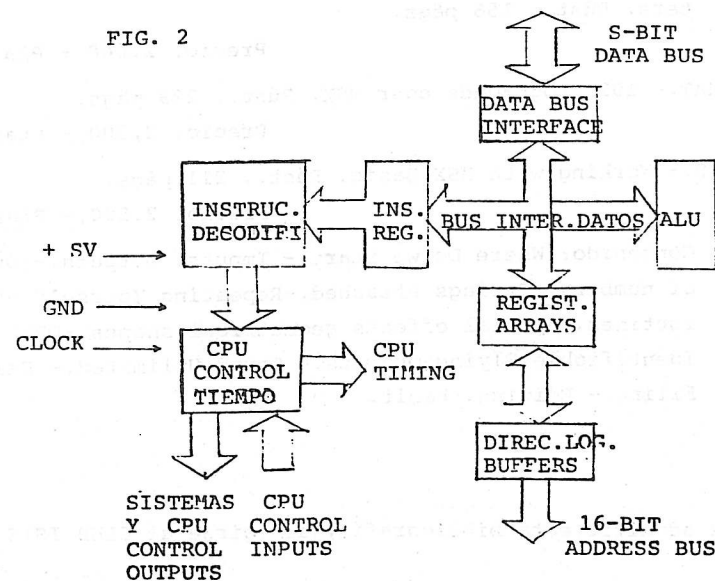 FIG. 2
S-BIT
DATA BUS
DATA BUS
INTERFACE
INSTRUC.
DECODIFI
INS.
REG.
BUS INTER.DATOS
ALU
+ SV
GND
CLOCK
REGIST.
ARRAYS
CPU
CONTROL
TIEMPO
CPU
TIMING
DIREC.LOG.
BUFFERS
SISTEMAS
Y CPU
CONTROL
OUTPUTS
CPU
CONTROL
INPUTS
16-BIT
ADDRESS BUS